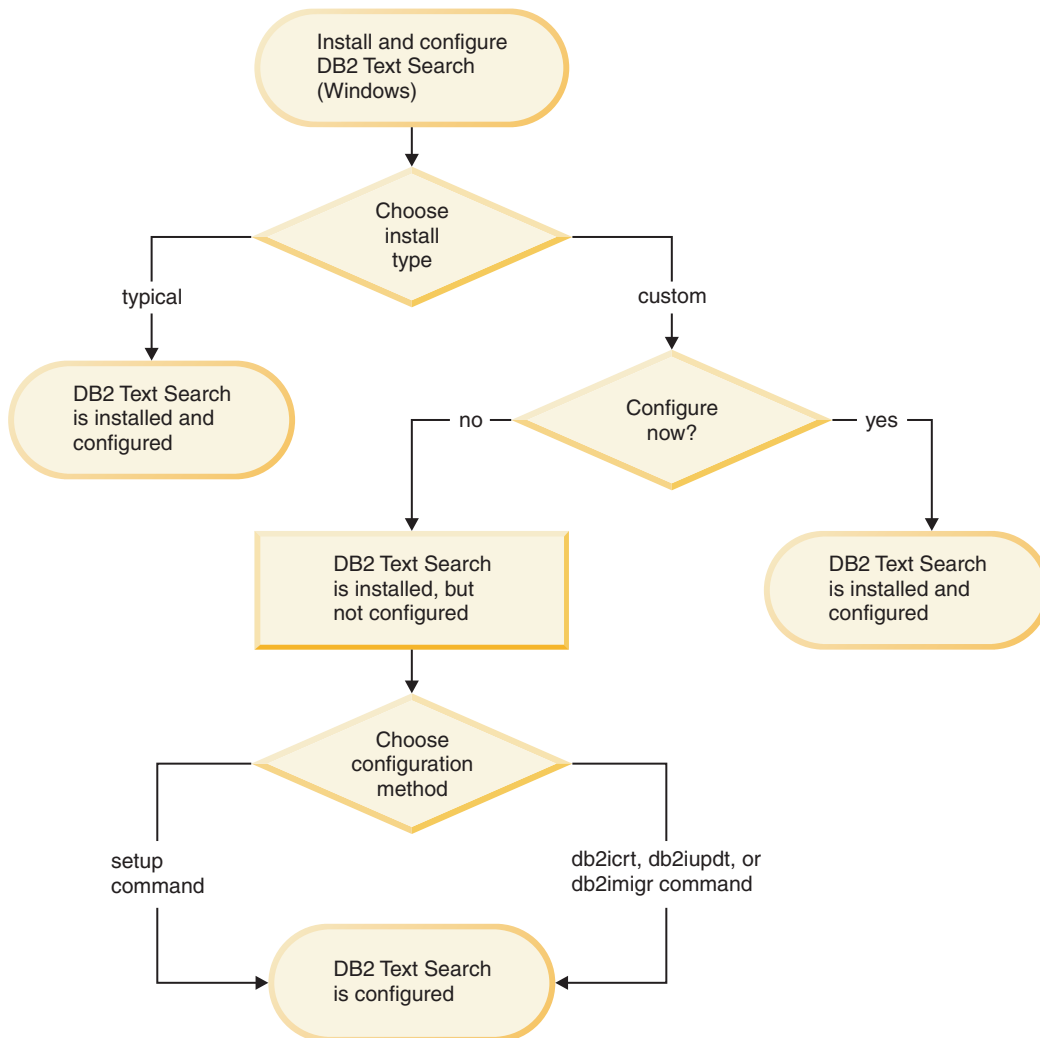 Install and configure
DB2 Text Search
(Windows)
Choose
install
type
typical
custom
DB2 Text Search
is installed and
configured
Configure
now?
no
yes
DB2 Text Search
is installed, but
not configured
DB2 Text Search
is installed and
configured
Choose
configuration
method
setup
command
db2icrt, db2iupdt, or
db2imigr command
DB2 Text Search
is configured